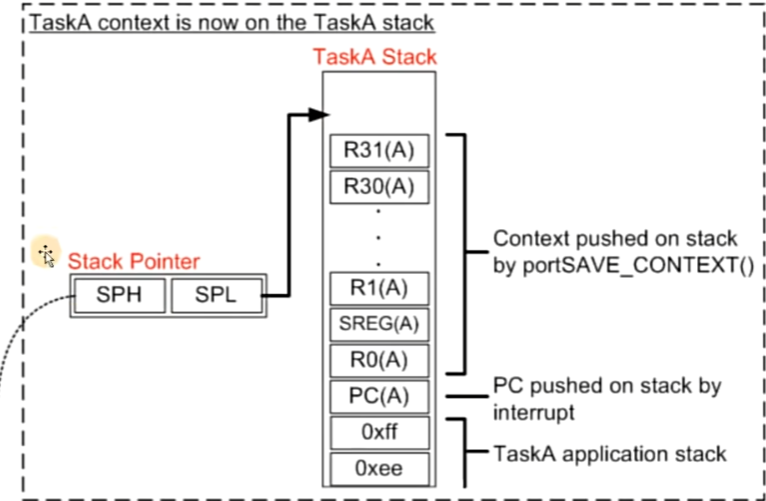 TaskA context is now on the TaskA stack
TaskA Stack
R31(A)
R30(A)
.
.
.
Stack Pointer
SPH
SPL
R1(A)
SREG(A)
R0(A)
PC(A)
0xff
0xee
Context pushed on stack
by portSAVE_CONTEXT()
PC pushed on stack by
interrupt
TaskA application stack